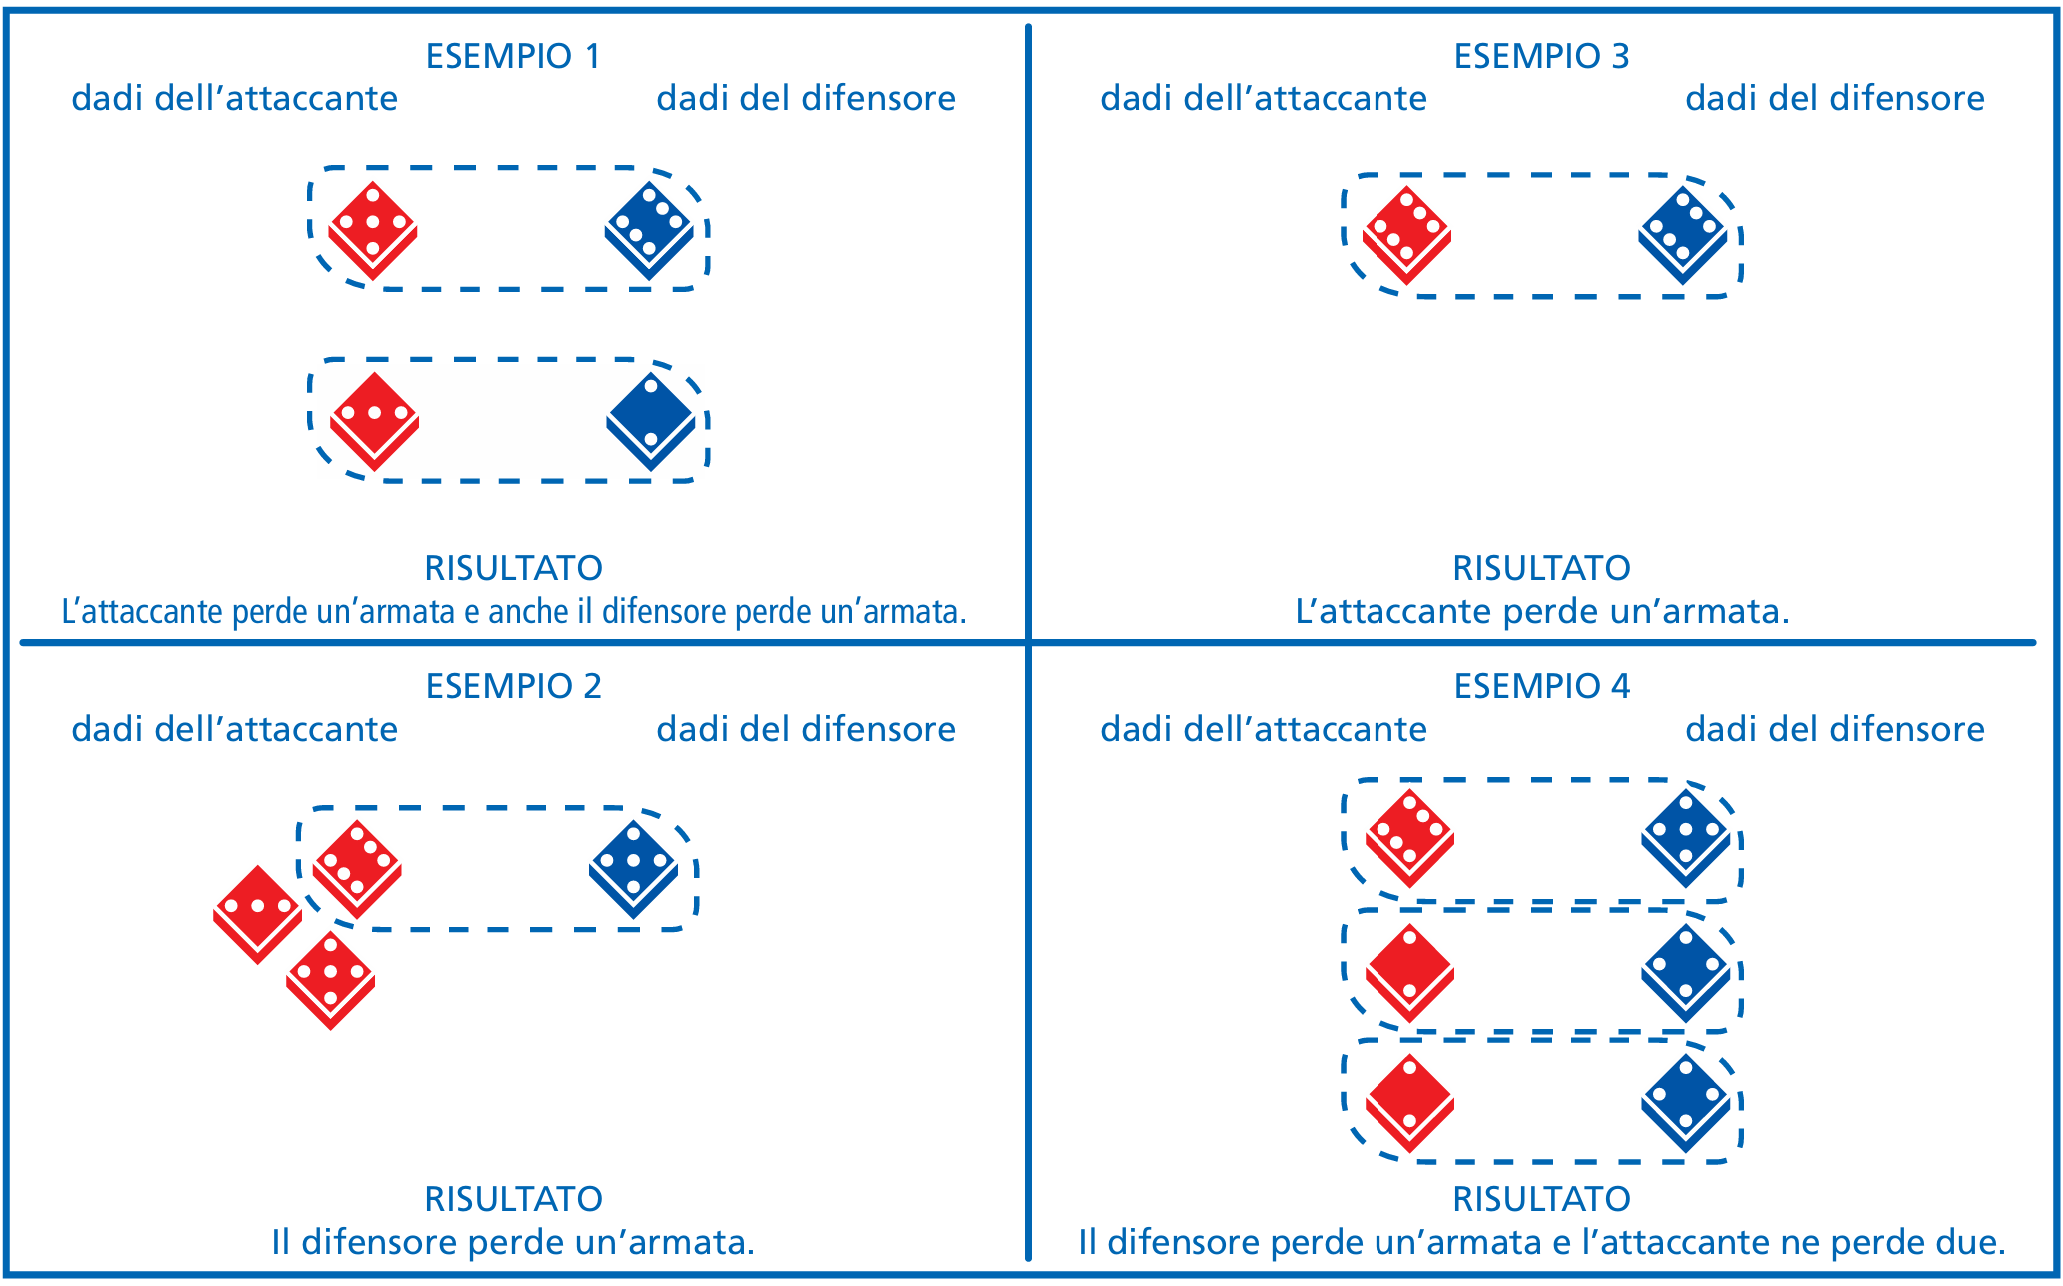 ESEMPIO 1
dadi dell’attaccante dadi del difensore
RISULTATO
L’attaccante perde un’armata e anche il difensore perde un’armata.
ESEMPIO 2
dadi dell’attaccante dadi del difensore
RISULTATO
Il difensore perde un’armata.
ESEMPIO 3
dadi dell’attaccante dadi del difensore
RISULTATO
L’attaccante perde un’armata.
ESEMPIO 4
dadi dell’attaccante dadi del difensore
RISULTATO
Il difensore perde un’armata e l’attaccante ne perde due.